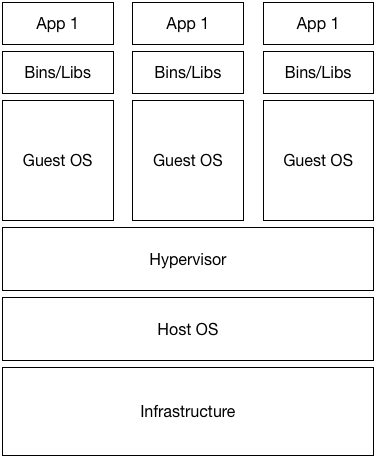 App 1 App 1 App 1
Bins/Libs Bins/Libs Bins/Libs
Guest OS Guest OS Guest OS
Hypervisor
Host OS
Infrastructure